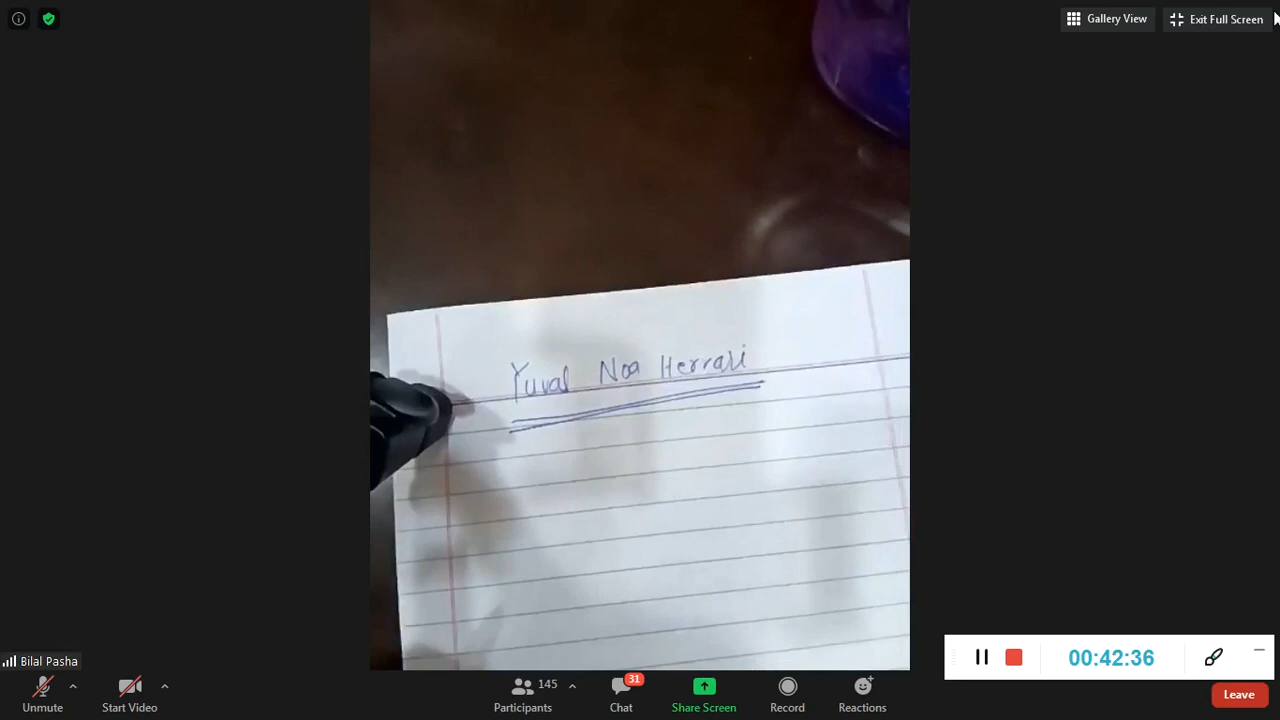 Gallery View
Exit Full Screen
Yuval Noa Herrari
Bilal Pasha
00:42:36
Unmute
Start Video
145
Participants
31
Chat
Share Screen
Record
Reactions
Leave